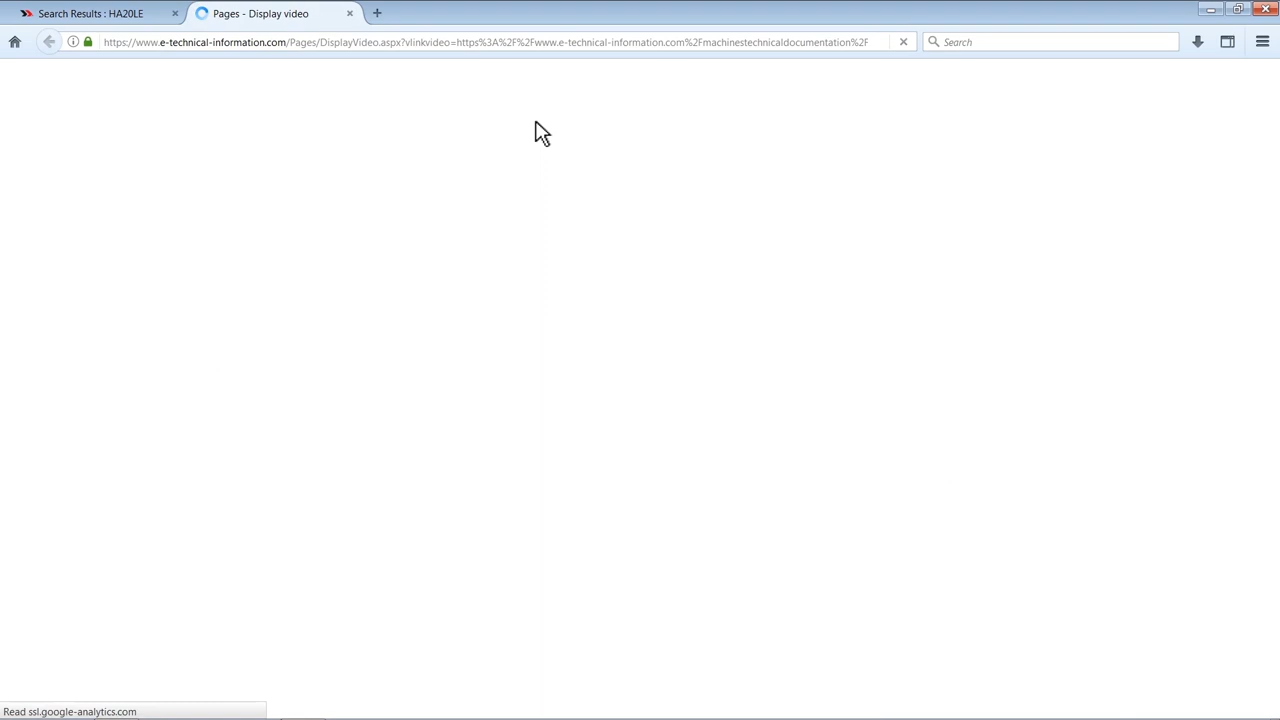 Search Results : HA20LE
Pages - Display video
https://www.e-technical-information.com/Pages/DisplayVideo.aspx?vlinkvideo=https%3A%2F%2Fwww.e-technical-information.com%2Fmachinestechnicaldocumentation%2F
Search
Read ssl.google-analytics.com